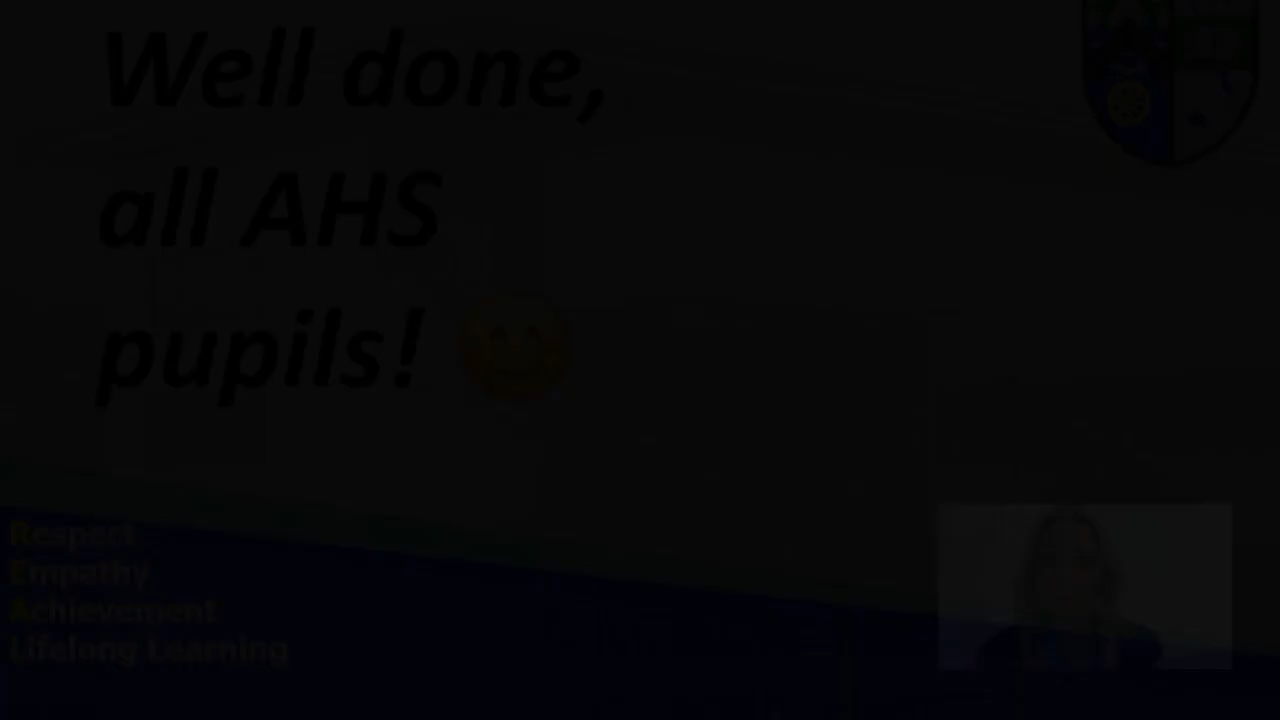 Well done,
all AHS
pupils!
Respect
Empathy
Achievement
Lifelong Learning